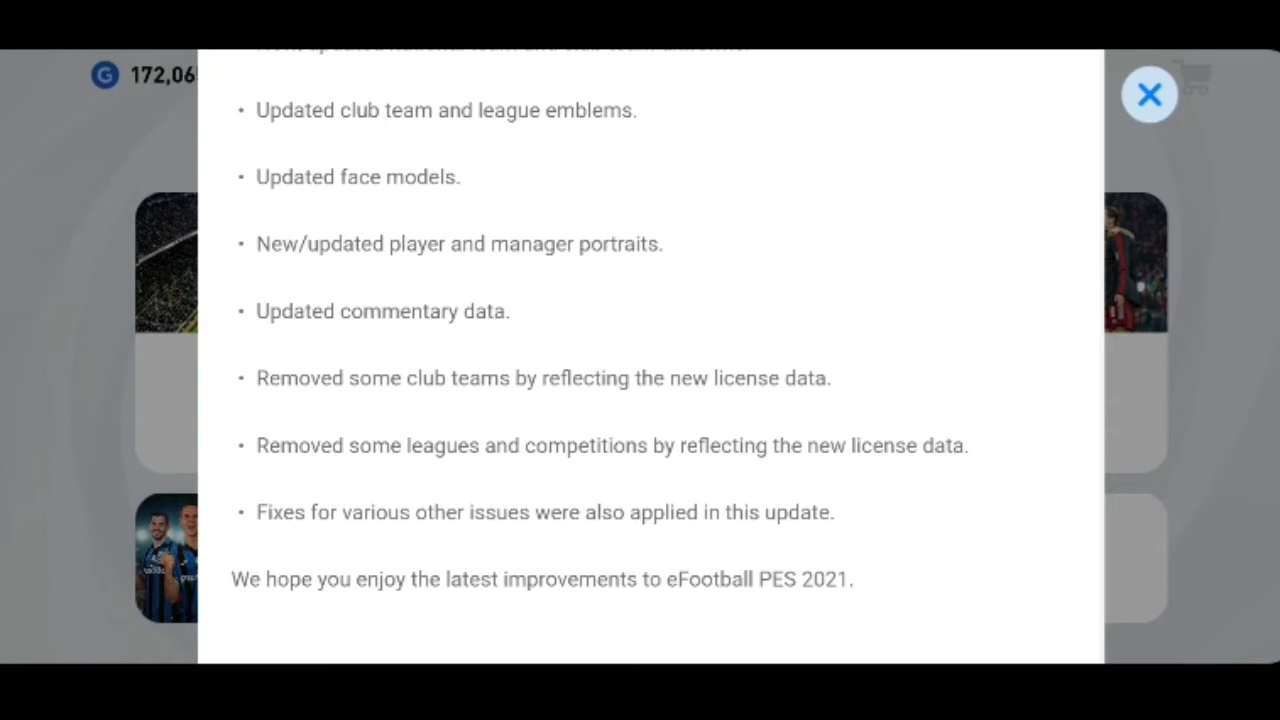 172,06
• Updated club team and league emblems.
• Updated face models.
• New/updated player and manager portraits.
• Updated commentary data.
• Removed some club teams by reflecting the new license data.
• Removed some leagues and competitions by reflecting the new license data.
• Fixes for various other issues were also applied in this update.
We hope you enjoy the latest improvements to eFootball PES 2021.